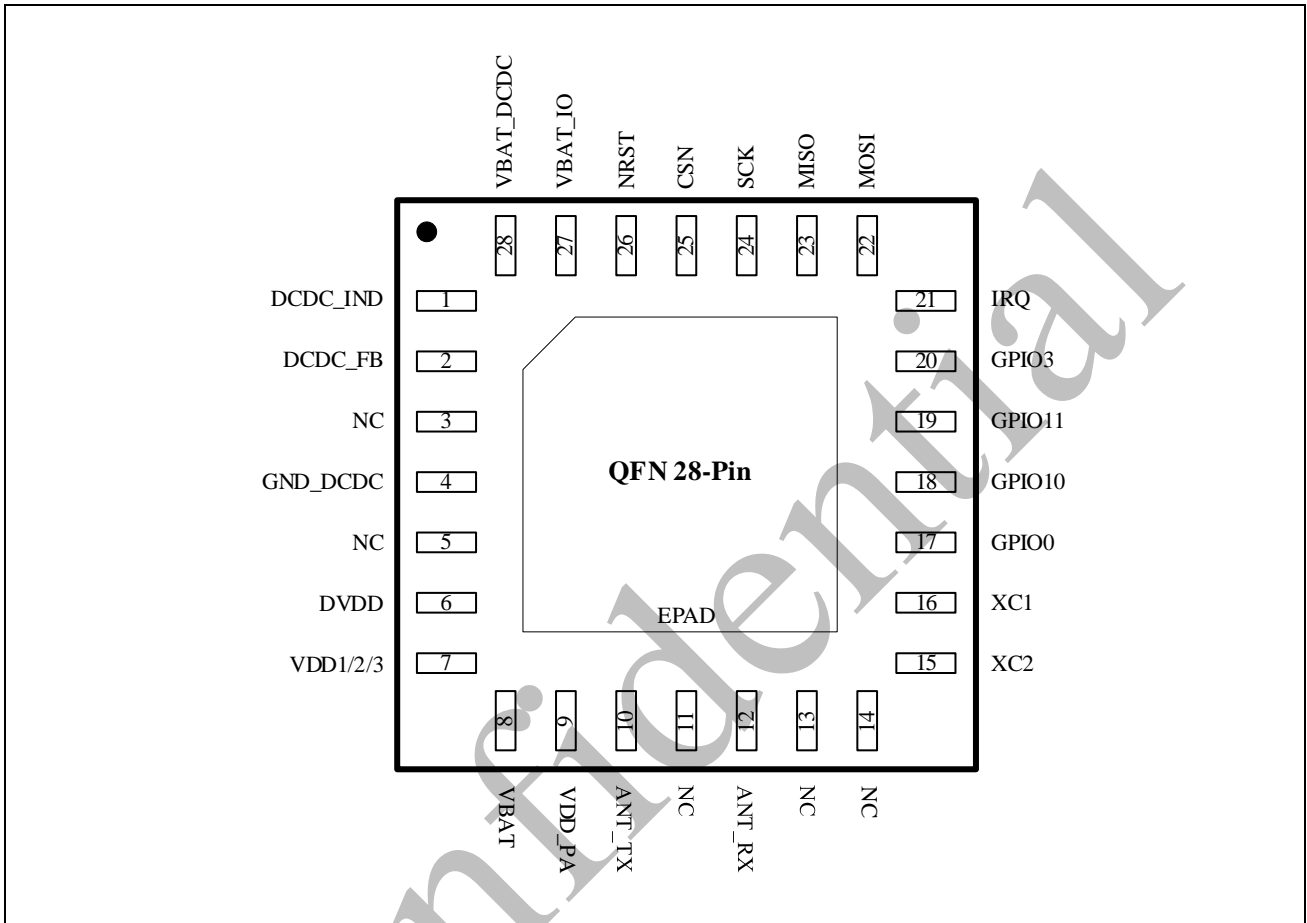 VBAT_DCDC
VBAT_IO
NRST
CSN
SCK
MISO
MOSI
28
27
26
25
24
23
22
DCDC_IND 1
DCDC_FB 2
NC 3
GND_DCDC 4
NC 5
DVDD 6
VDD1/2/3 7
QFN 28-Pin
EPAD
21 IRQ
20 GPIO3
19 GPIO11
18 GPIO10
17 GPIO0
16 XC1
15 XC2
8
9
10
11
12
13
14
VBAT
VDD_PA
ANT_TX
NC
ANT_RX
NC
NC
nfidential